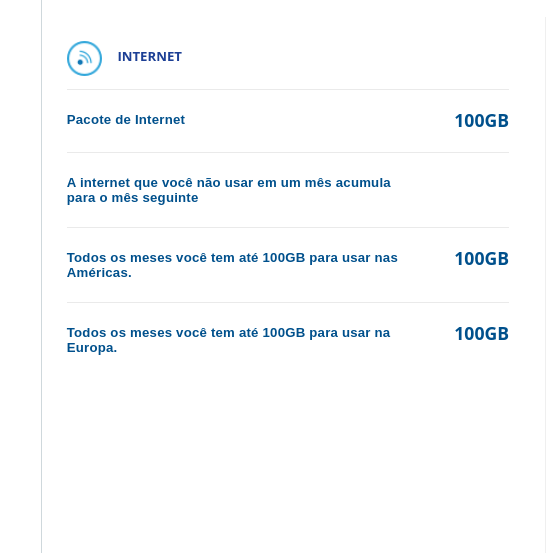 INTERNET
Pacote de Internet
100GB
A internet que você não usar em um mês acumula
para o mês seguinte
Todos os meses você tem até 100GB para usar nas
Américas.
100GB
Todos os meses você tem até 100GB para usar na
Europa.
100GB